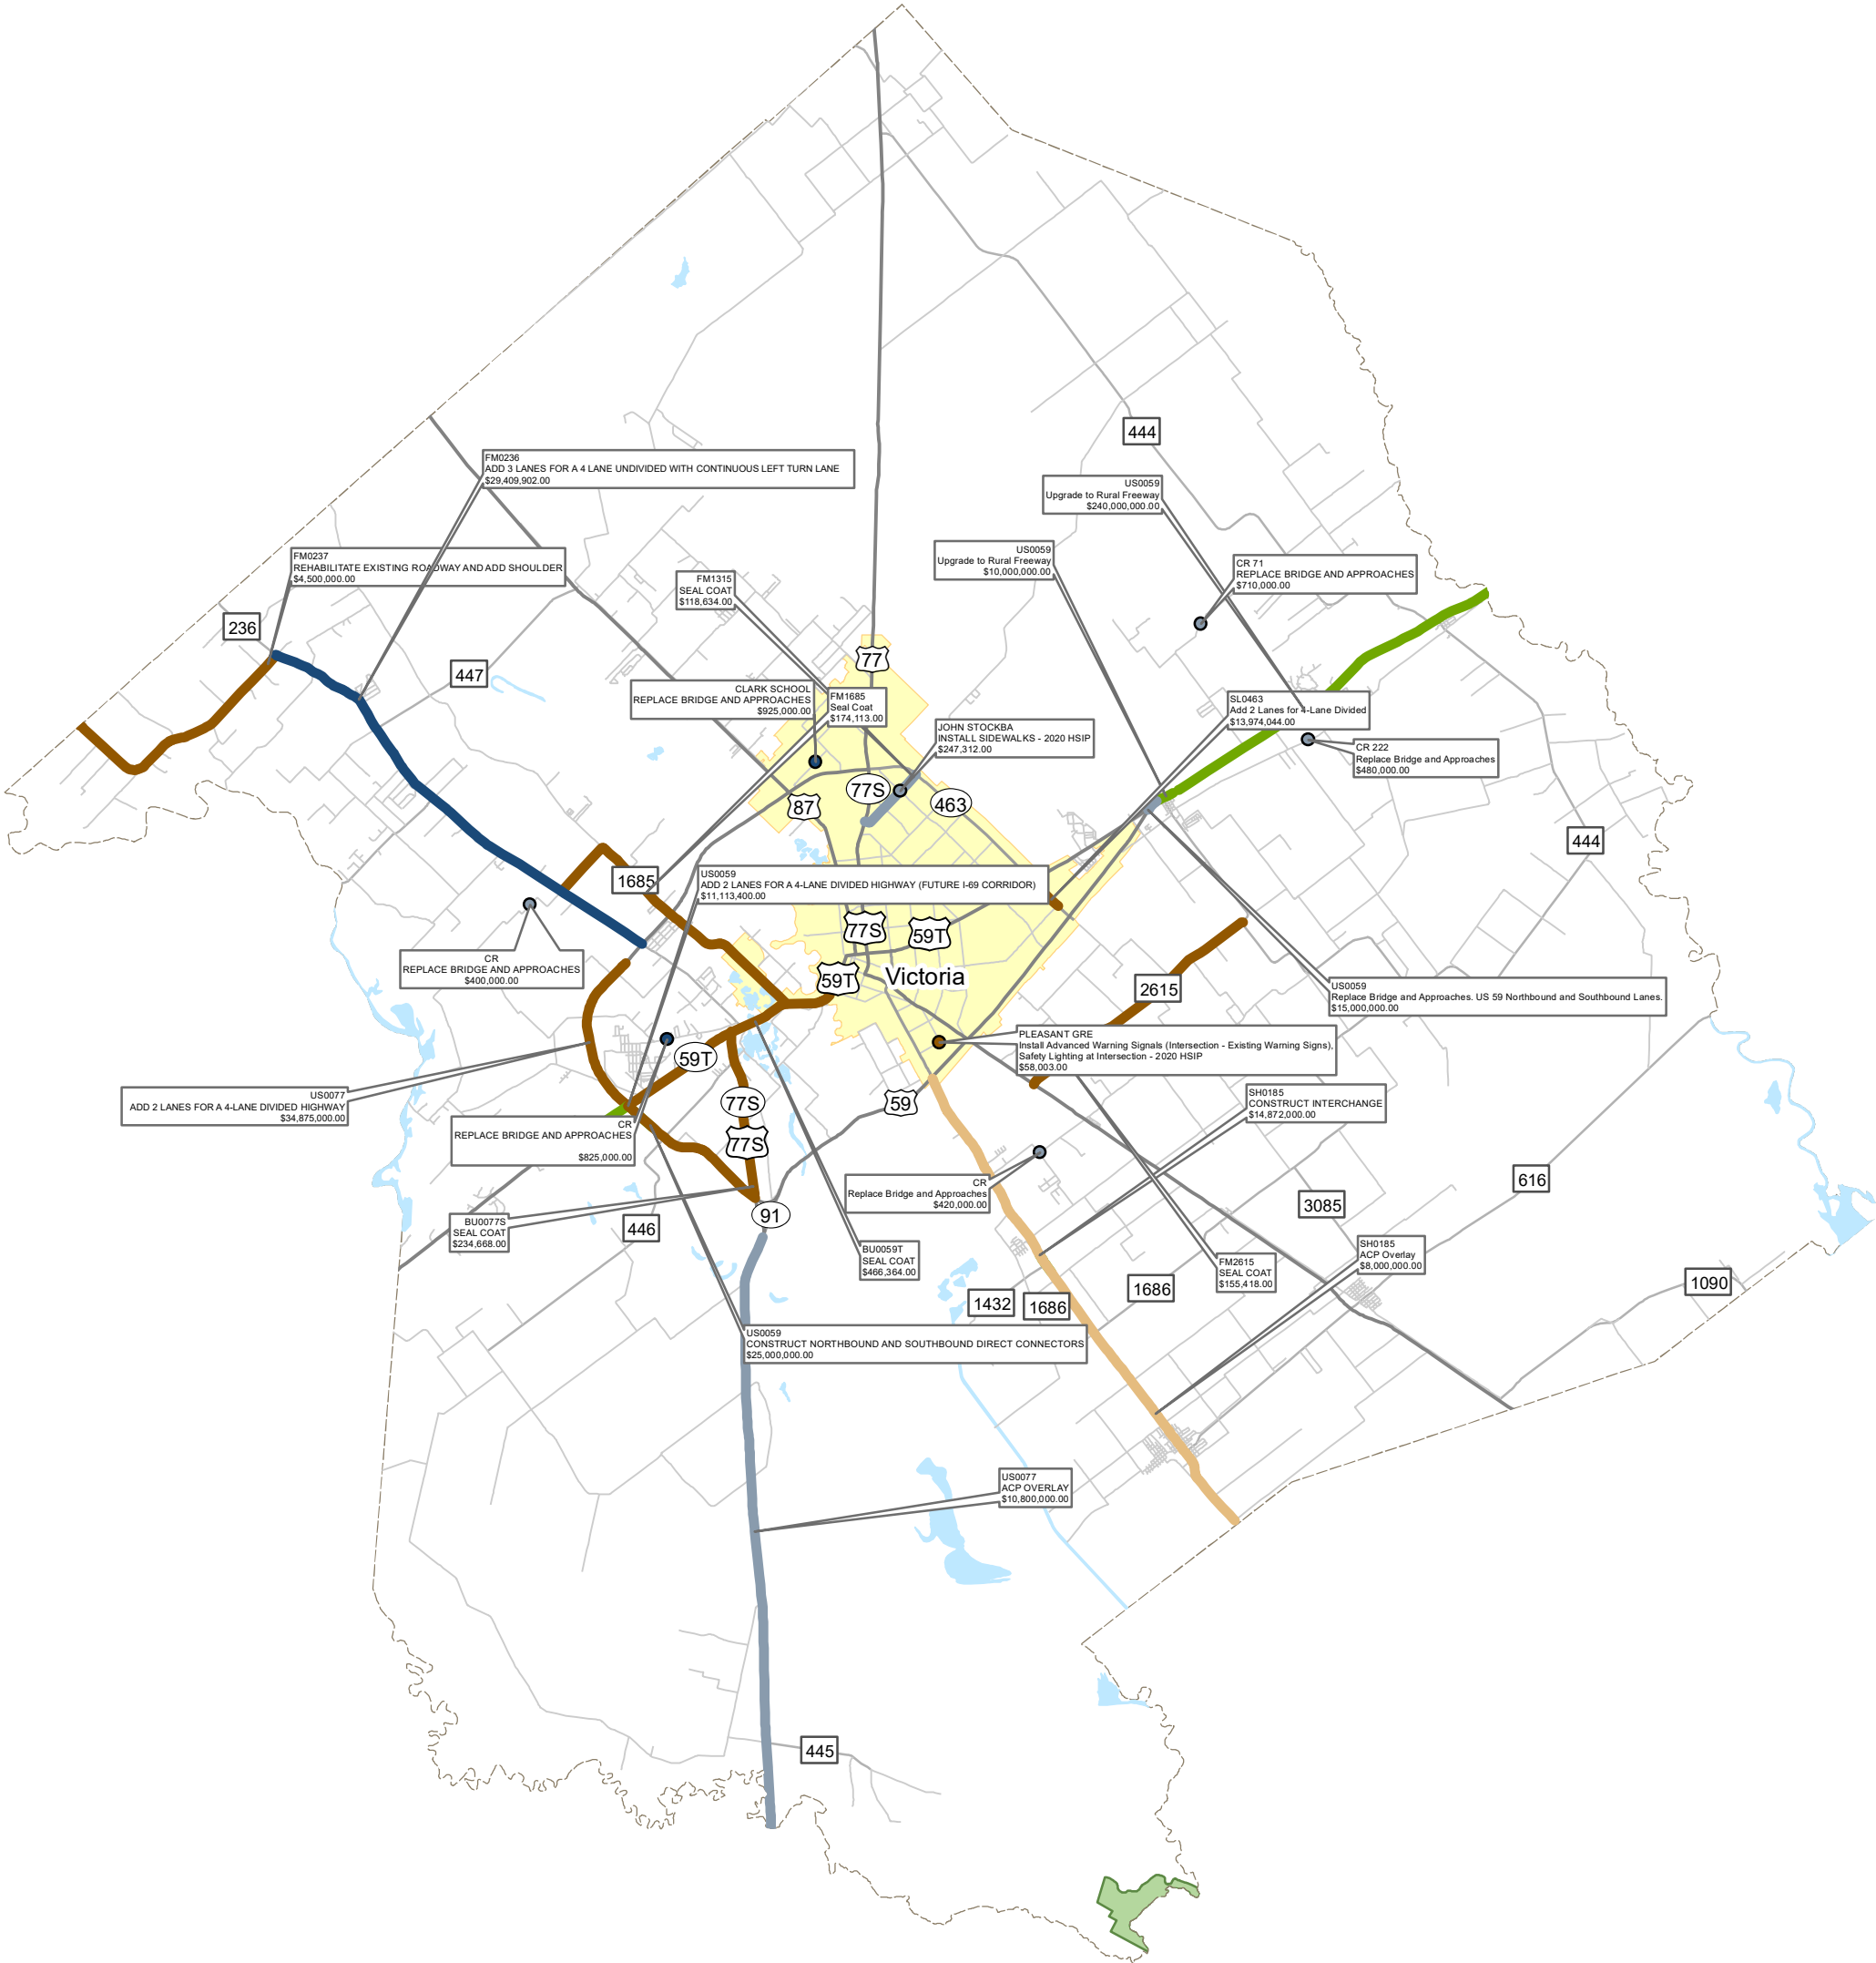 444
FM0236
ADD 3 LANES FOR A 4 LANE UNDIVIDED WITH CONTINUOUS LEFT TURN LANE
$29,409,902.00
US0059
Upgrade to Rural Freeway
$240,000,000.00
US0059
Upgrade to Rural Freeway
$10,000,000.00
FM0237
REHABILITATE EXISTING ROADWAY AND ADD SHOULDER
$4,500,000.00
CR 71
REPLACE BRIDGE AND APPROACHES
$710,000.00
FM1315
SEAL COAT
$118,634.00
236
77
447
CLARK SCHOOL
REPLACE BRIDGE AND APPROACHES
$925,000.00
FM1685
Seal Coat
$174,113.00
SL0463
Add 2 Lanes for 4-Lane Divided
$13,974,044.00
JOHN STOCKBA
INSTALL SIDEWALKS - 2020 HSIP
$247,312.00
CR 222
Replace Bridge and Approaches
$480,000.00
77S
87
463
444
1685
US0059
ADD 2 LANES FOR A 4-LANE DIVIDED HIGHWAY (FUTURE I-69 CORRIDOR)
$11,113,400.00
77S
59T
CR
REPLACE BRIDGE AND APPROACHES
$400,000.00
59T
Victoria
2615
US0059
Replace Bridge and Approaches. US 59 Northbound and Southbound Lanes.
$15,000,000.00
PLEASANT GRE
Install Advanced Warning Signals (Intersection - Existing Warning Signs),
Safety Lighting at Intersection - 2020 HSIP
$58,003.00
59T
US0077
ADD 2 LANES FOR A 4-LANE DIVIDED HIGHWAY
$34,875,000.00
77S
59
SH0185
CONSTRUCT INTERCHANGE
$14,872,000.00
CR
REPLACE BRIDGE AND APPROACHES
$825,000.00
77S
CR
Replace Bridge and Approaches
$420,000.00
616
3085
91
BU0077S
SEAL COAT
$234,668.00
446
BU0059T
SEAL COAT
$466,364.00
FM2615
SEAL COAT
$155,418.00
SH0185
ACP Overlay
$8,000,000.00
1090
1432
1686
1686
US0059
CONSTRUCT NORTHBOUND AND SOUTHBOUND DIRECT CONNECTORS
$25,000,000.00
US0077
ACP OVERLAY
$10,800,000.00
445